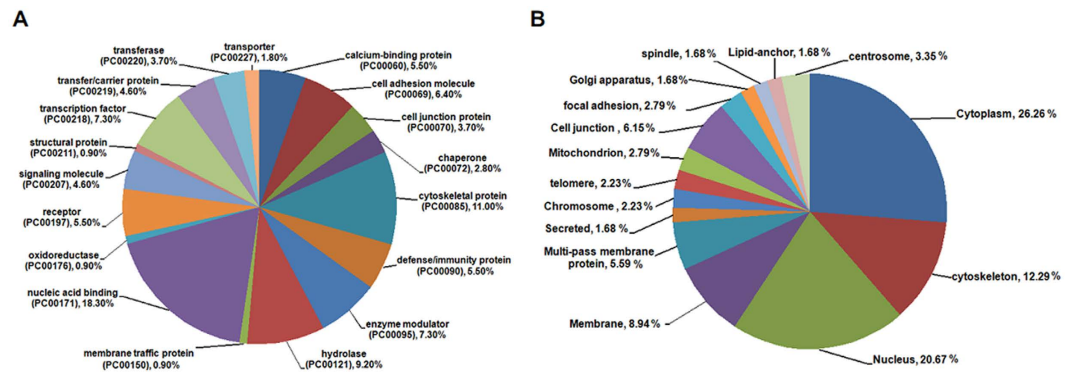 A
transporter
(PC00227), 1.80%
calcium-binding protein
(PC00060), 5.50%
cell adhesion molecule
(PC00069), 6.40%
cell junction protein
(PC00070), 3.70%
chaperone
(PC00072), 2.80%
cytoskeletal protein
(PC00085), 11.00%
defense/immunity protein
(PC00090), 5.50%
enzyme modulator
(PC00095), 7.30%
hydrolase
(PC00121), 9.20%
membrane traffic protein
(PC00150), 0.90%
nucleic acid binding
(PC00171), 18.30%
oxidoreductase
(PC00176), 0.90%
receptor
(PC00197), 5.50%
signaling molecule
(PC00207), 4.60%
structural protein
(PC00211), 0.90%
transcription factor
(PC00218), 7.30%
transfer/carrier protein
(PC00219), 4.60%
transferase
(PC00220), 3.70%
B
Lipid-anchor, 1.68%
centrosome, 3.35%
Cytoplasm, 26.26%
cytoskeleton, 12.29%
Nucleus, 20.67%
Membrane, 8.94%
Multi-pass membrane
protein, 5.59 %
Secreted, 1.68 %
Chromosome, 2.23%
telomere, 2.23%
Mitochondrion, 2.79%
Cell junction , 6.15 %
focal adhesion, 2.79%
Golgi apparatus, 1.68%
spindle, 1.68%